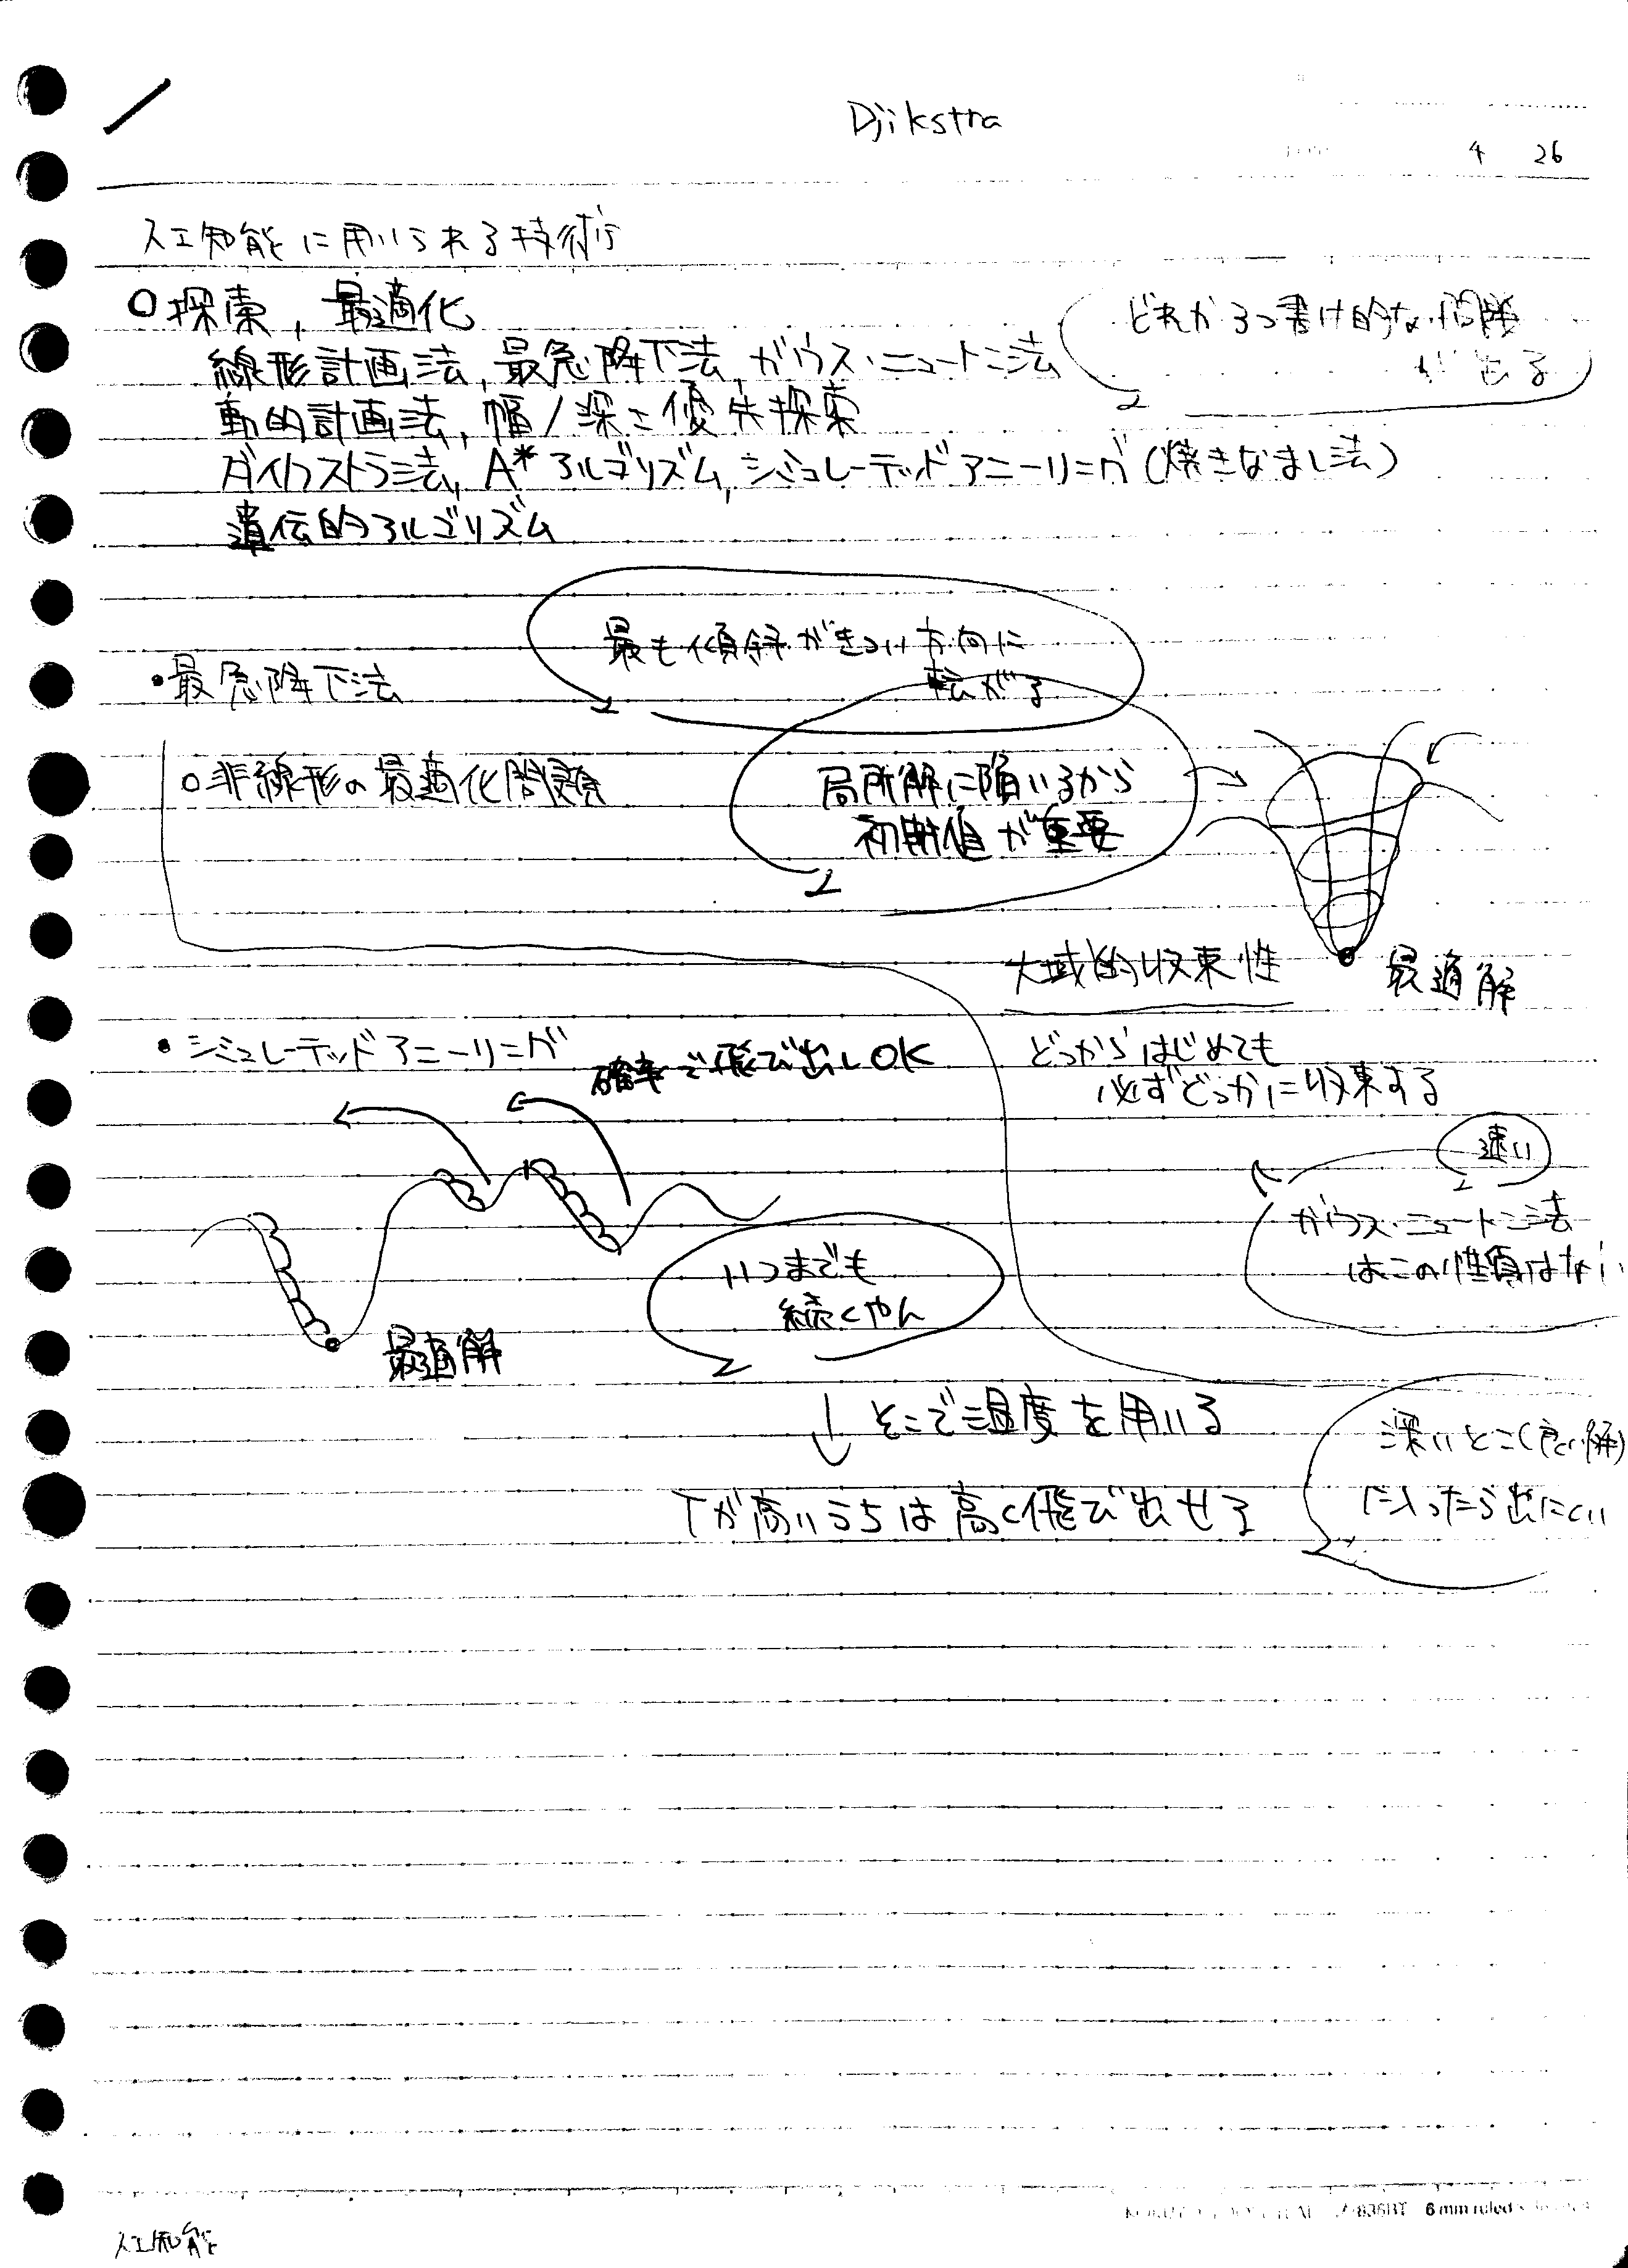 Djikstra
4 26
人工知能に用いられる技術
○探索, 最適化
線形計画法, 最急降下法 ガウス・ニュートン法
どれか3つ書け的な問題
が出る
動的計画法, 幅/深さ優先探索
ダイクストラ法, A*アルゴリズム, シミュレーテッドアニーリング(焼きなまし法)
遺伝的アルゴリズム
最も傾斜がきつい方向に
転がる
・最急降下法
○非線形の最適化問題
局所解に陥いるから
初期値が重要
大域的収束性
最適解
どっからはじめても
必ずどっかに収束する
・シミュレーテッドアニーリング
確率で飛び出しOK
速い
ガウス・ニュートン法
はこの性質はない
いつまでも
続くやん
最適解
↓そこで温度を用いる
Tが高いうちは高く飛び出せる
深いとこ(良い解)
に入ったら出にくい
836BT 6mm ruled
人工知能